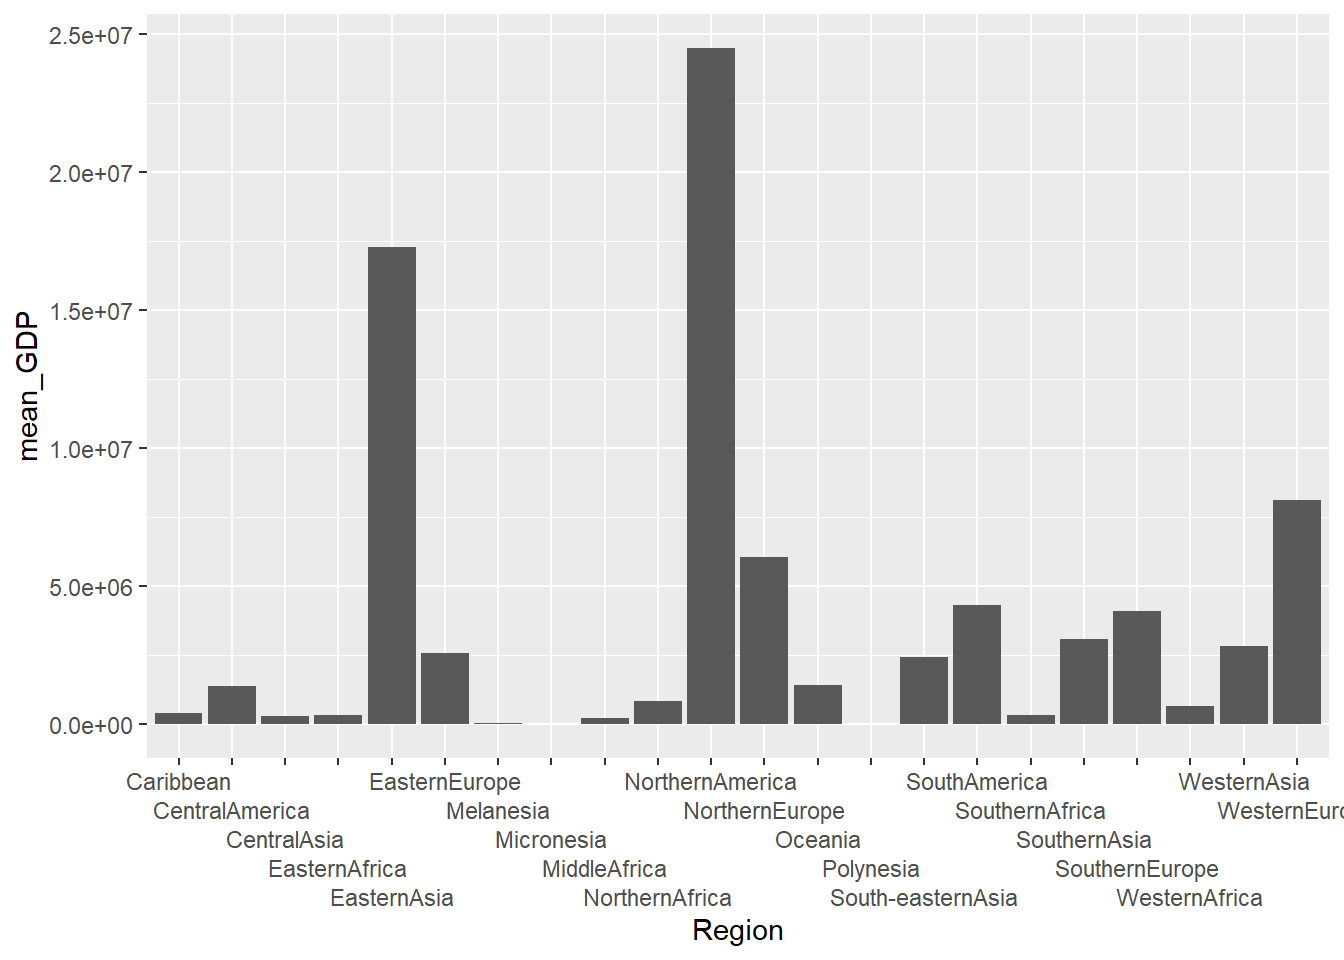 2.5e+07
2.0e+07
1.5e+07
1.0e+07
5.0e+06
0.0e+00
mean_GDP
Caribbean EasternEurope NorthernAmerica SouthAmerica WesternAsia
CentralAmerica Melanesia NorthernEurope SouthernAfrica WesternEuro
CentralAsia Micronesia Oceania SouthernAsia
EasternAfrica MiddleAfrica Polynesia SouthernEurope
EasternAsia NorthernAfrica South-easternAsia WesternAfrica
Region